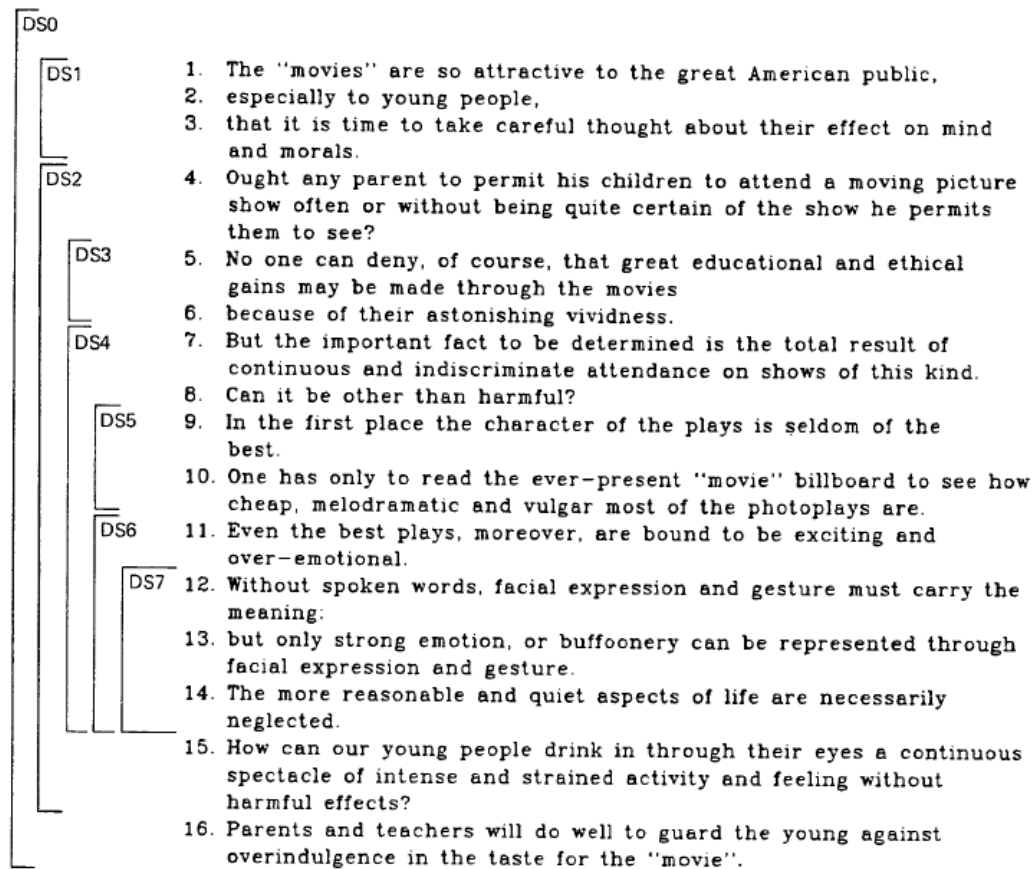 DS0
DS1 1. The "movies" are so attractive to the great American public,
2. especially to young people,
3. that it is time to take careful thought about their effect on mind
and morals.
DS2 4. Ought any parent to permit his children to attend a moving picture
show often or without being quite certain of the show he permits
them to see?
DS3 5. No one can deny, of course, that great educational and ethical
gains may be made through the movies
6. because of their astonishing vividness.
DS4 7. But the important fact to be determined is the total result of
continuous and indiscriminate attendance on shows of this kind.
8. Can it be other than harmful?
DS5 9. In the first place the character of the plays is seldom of the
best.
10. One has only to read the ever-present "movie" billboard to see how
cheap, melodramatic and vulgar most of the photoplays are.
DS6 11. Even the best plays, moreover, are bound to be exciting and
over-emotional.
DS7 12. Without spoken words, facial expression and gesture must carry the
meaning:
13. but only strong emotion, or buffoonery can be represented through
facial expression and gesture.
14. The more reasonable and quiet aspects of life are necessarily
neglected.
15. How can our young people drink in through their eyes a continuous
spectacle of intense and strained activity and feeling without
harmful effects?
16. Parents and teachers will do well to guard the young against
overindulgence in the taste for the "movie".